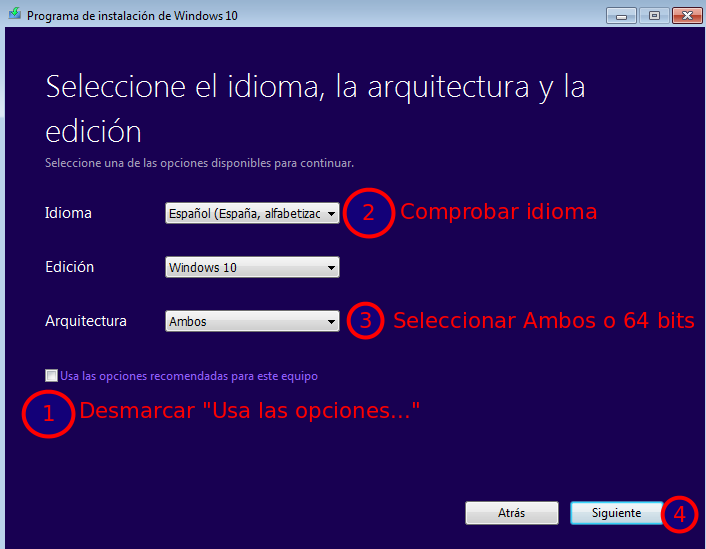 Programa de instalación de Windows 10
Seleccione el idioma, la arquitectura y la
edición
Seleccione una de las opciones disponibles para continuar.
Idioma Español (España, alfabetizac 2 Comprobar idioma
Edición Windows 10
Arquitectura Ambos 3 Seleccionar Ambos o 64 bits
Usa las opciones recomendadas para este equipo
1 Desmarcar "Usa las opciones..."
Atrás Siguiente 4